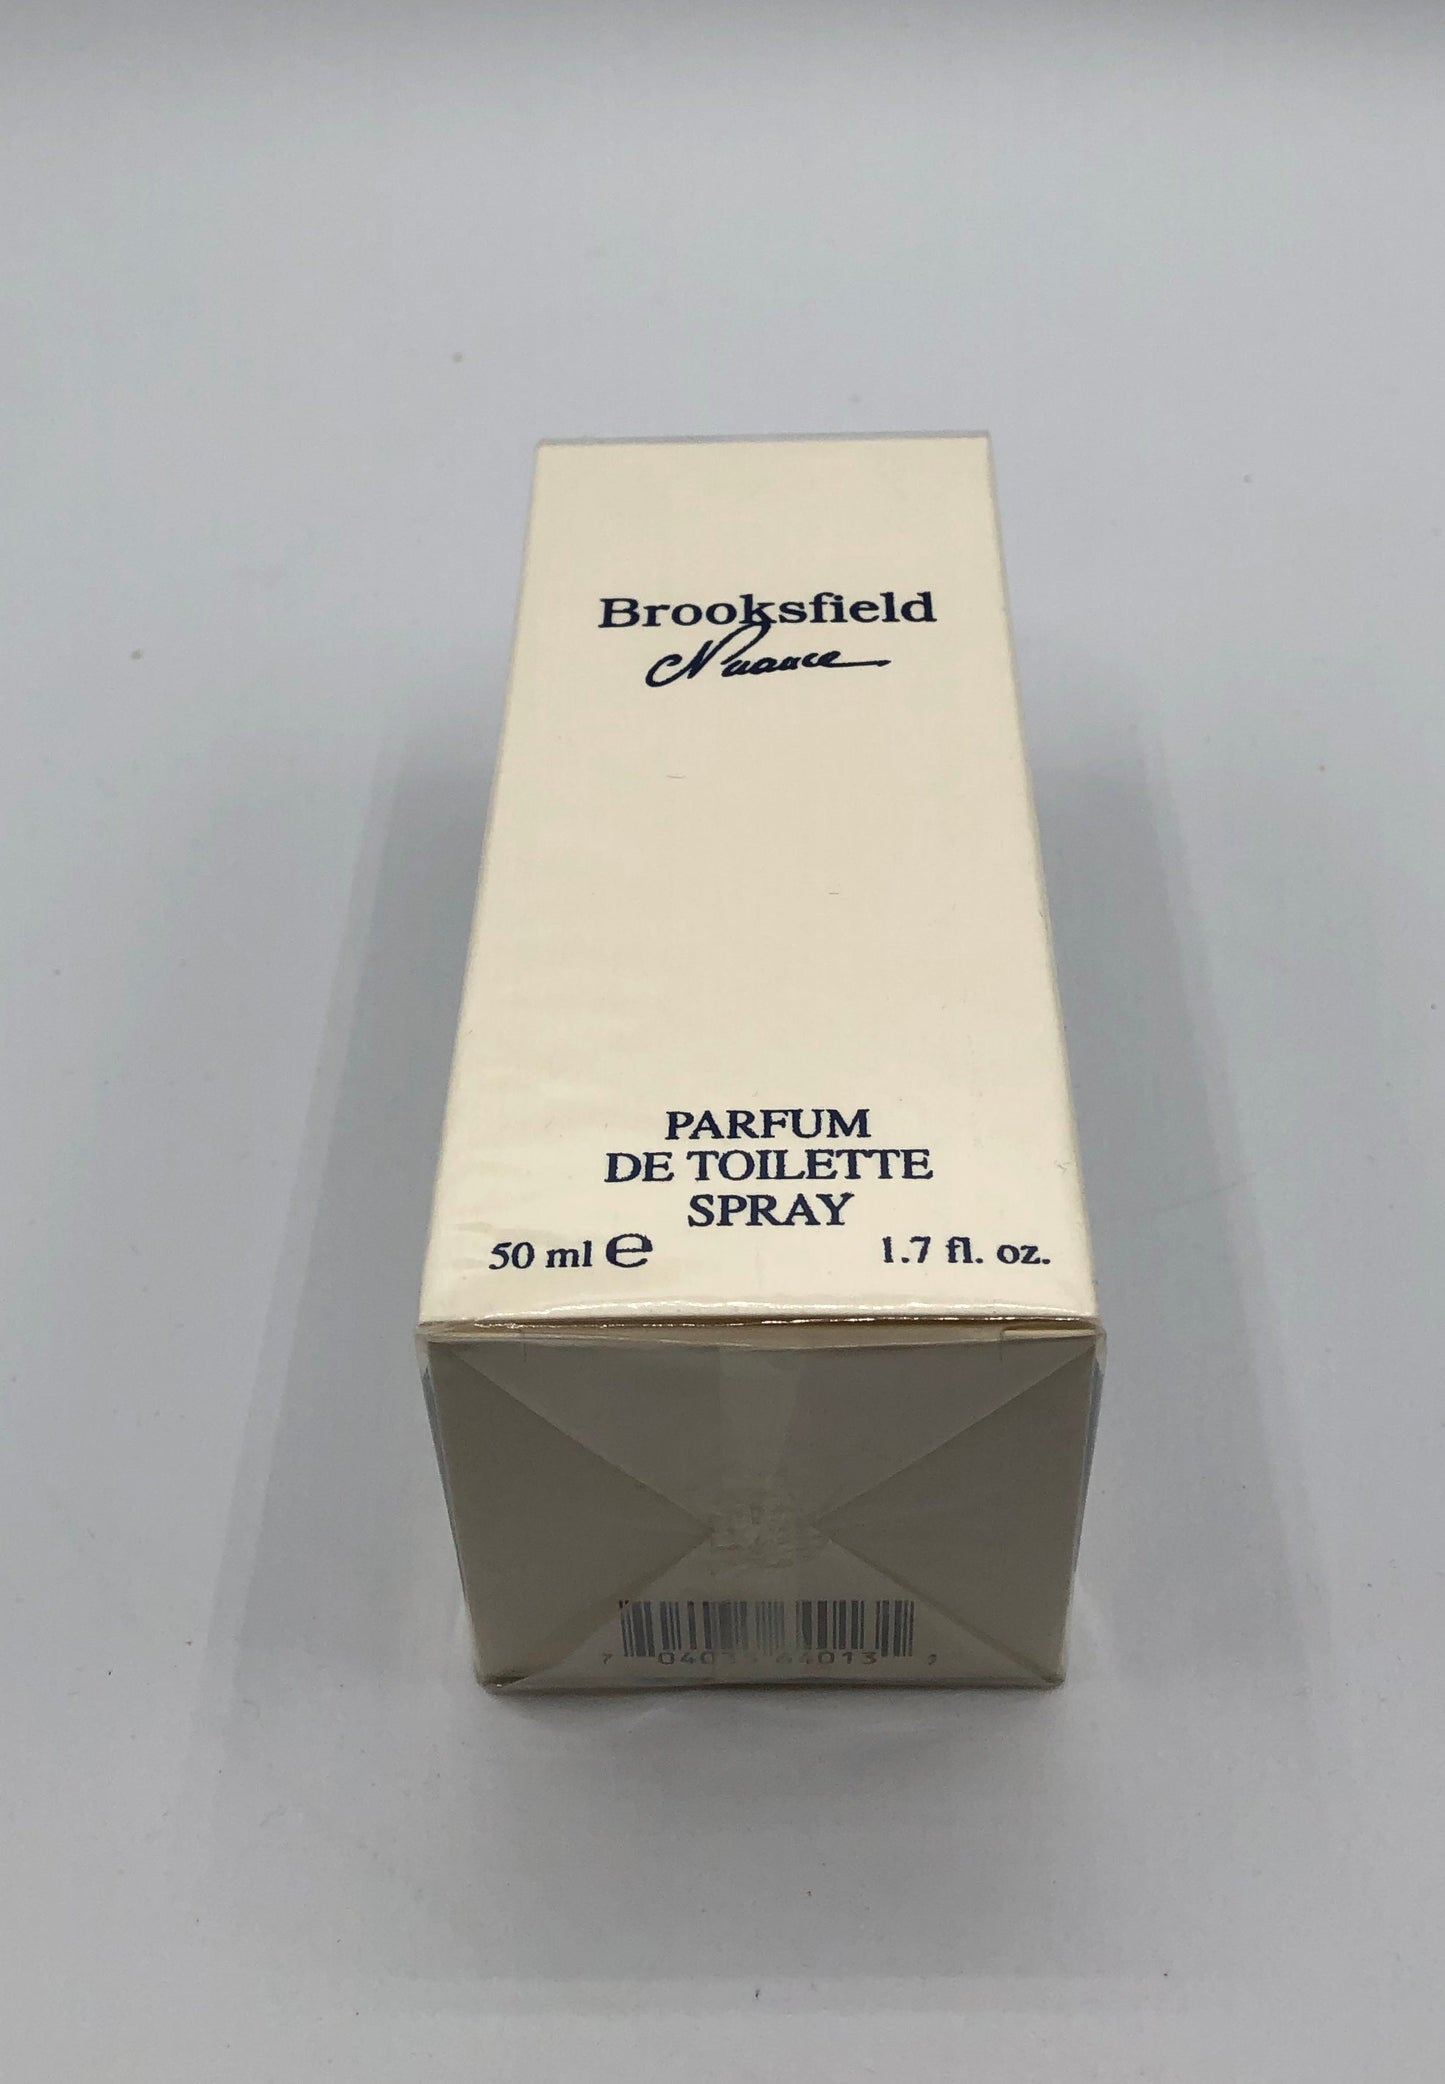 Brooksfield
Nuance
PARFUM
DE TOILETTE
SPRAY
50 ml e
1.7 fl. oz.